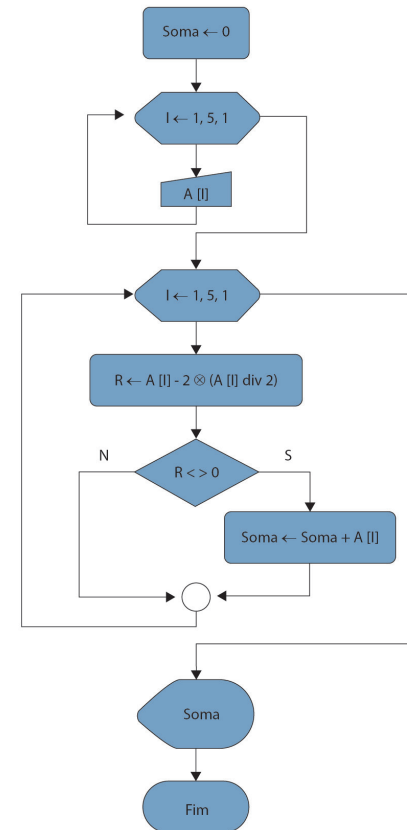 Soma ← 0
I ← 1, 5, 1
A [I]
I ← 1, 5, 1
R ← A [I] - 2 ⊗ (A [I] div 2)
N
S
R < > 0
Soma ← Soma + A [I]
Soma
Fim